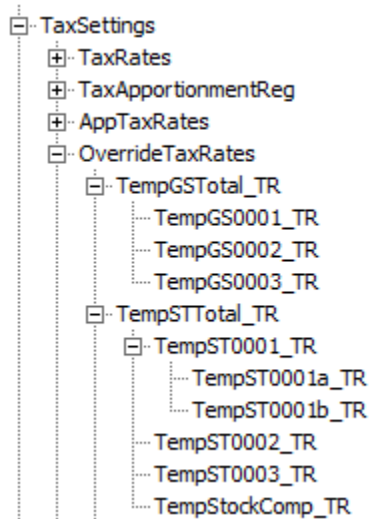 TaxSettings
TaxRates
TaxApportionmentReg
AppTaxRates
OverrideTaxRates
TempGSTotal_TR
TempGS0001_TR
TempGS0002_TR
TempGS0003_TR
TempSTTotal_TR
TempST0001_TR
TempST0001a_TR
TempST0001b_TR
TempST0002_TR
TempST0003_TR
TempStockComp_TR